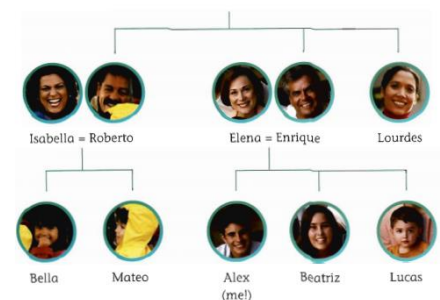 Isabella = Roberto
Elena = Enrique
Lourdes
Bella
Mateo
Alex
(me!)
Beatriz
Lucas